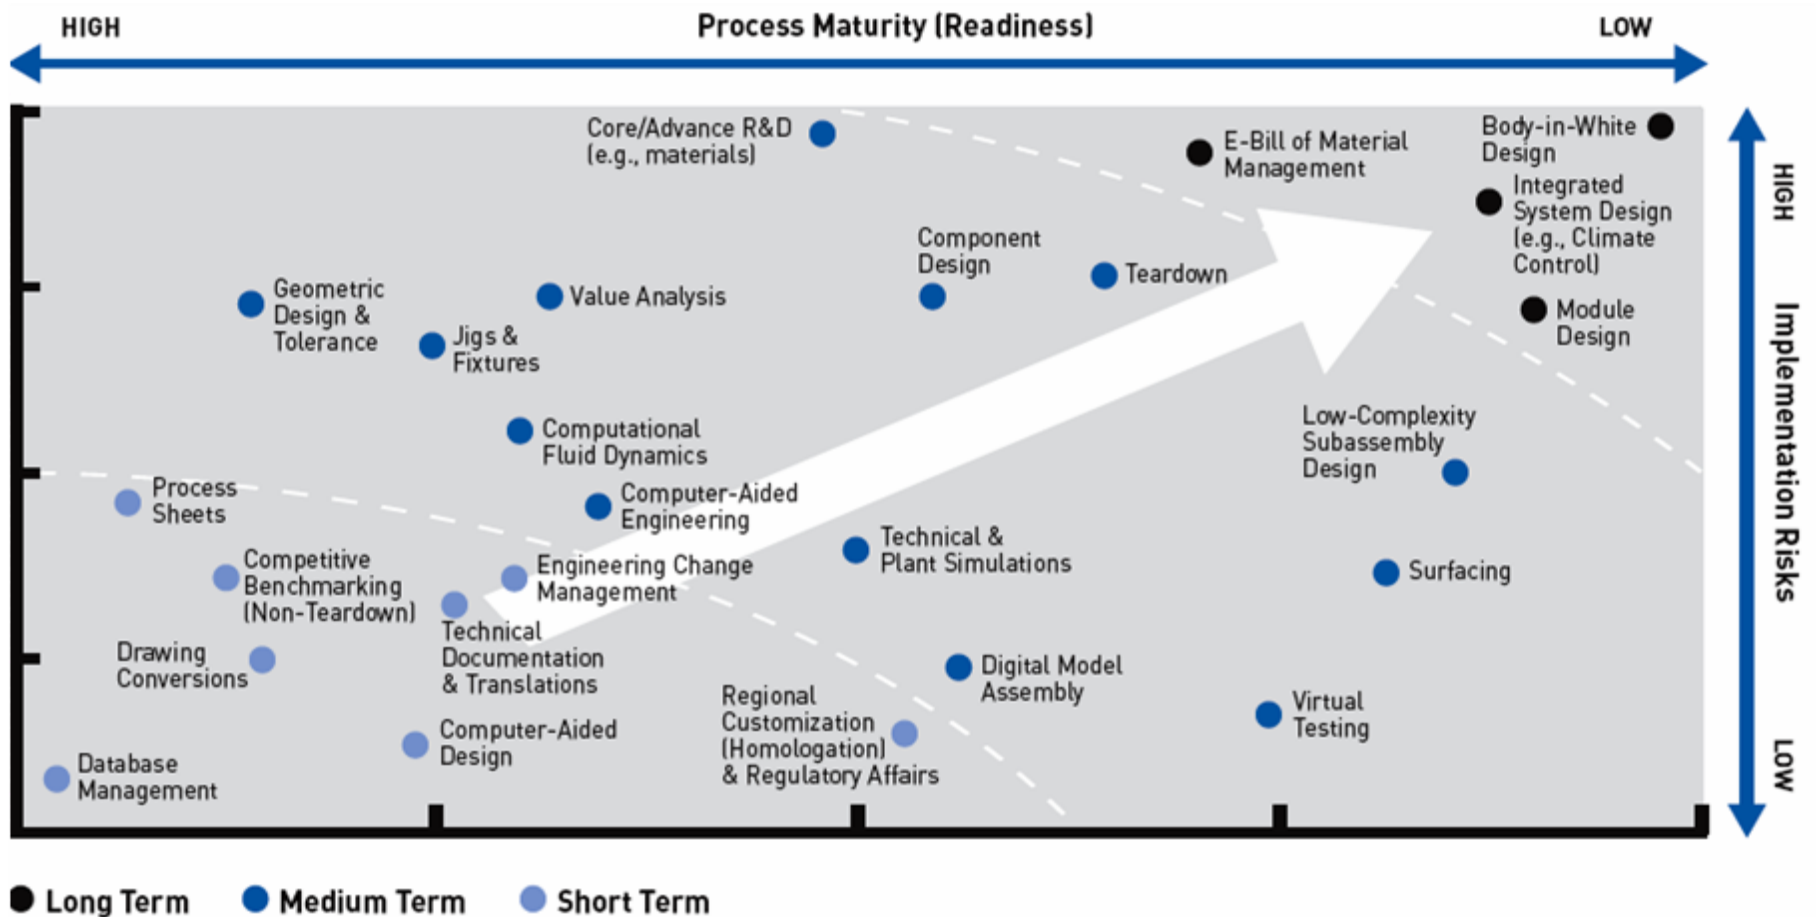 HIGH
Process Maturity (Readiness)
LOW
Core/Advance R&D
(e.g., materials)
E-Bill of Material
Management
Body-in-White
Design
Integrated
System Design
(e.g., Climate
Control)
Component
Design
Teardown
Geometric
Design &
Tolerance
Value Analysis
Jigs &
Fixtures
Module
Design
Computational
Fluid Dynamics
Low-Complexity
Subassembly
Design
Process
Sheets
Computer-Aided
Engineering
Technical &
Plant Simulations
Competitive
Benchmarking
(Non-Teardown)
Engineering Change
Management
Surfacing
Technical
Documentation
& Translations
Drawing
Conversions
Digital Model
Assembly
Regional
Customization
(Homologation)
& Regulatory Affairs
Virtual
Testing
Computer-Aided
Design
Database
Management
HIGH
Implementation Risks
LOW
Long Term
Medium Term
Short Term